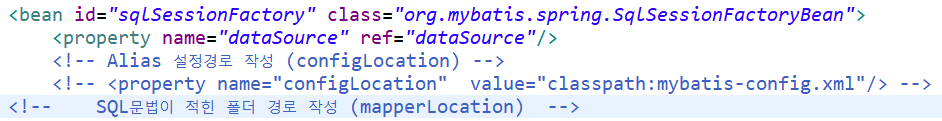 <bean id="sqlSessionFactory" class="org.mybatis.spring.SqlSessionFactoryBean">
<property name="dataSource" ref="dataSource"/>
<!-- Alias 설정경로 작성 (configLocation) -->
<!-- <property name="configLocation"  value="classpath:mybatis-config.xml"/> -->
<!--    SQL문법이 적힌 폴더 경로 작성 (mapperLocation)  -->